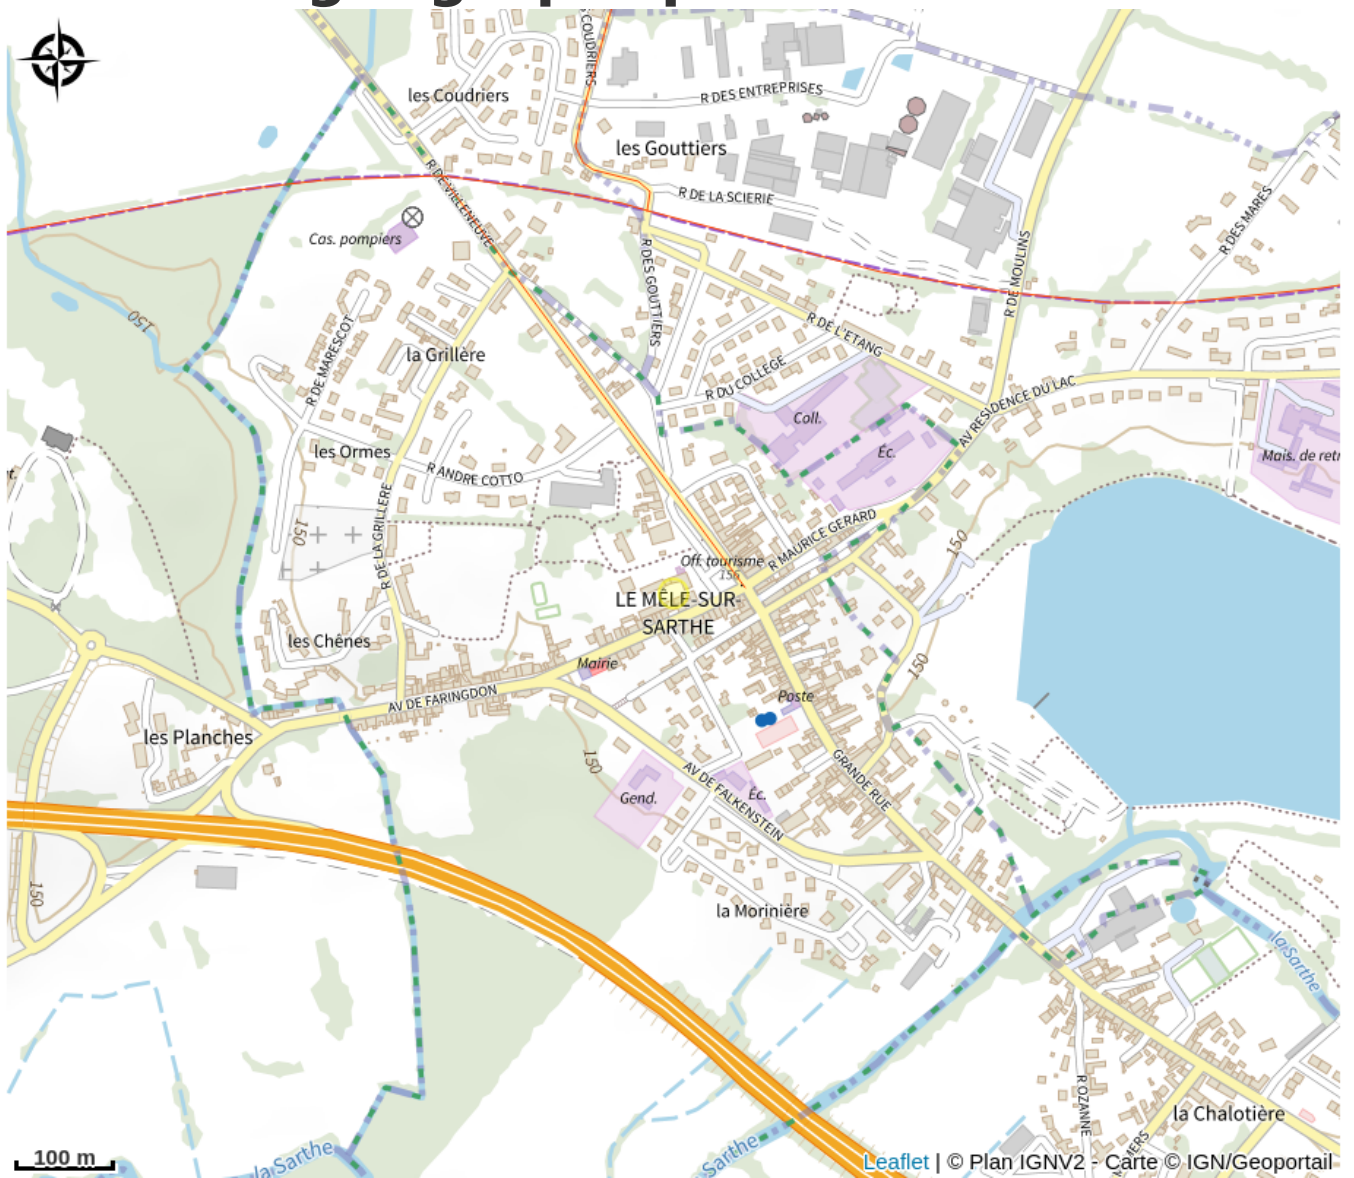 COUDRIERS
les Coudriers
R DES ENTREPRISES
les Gouttiers
R DE VILLENEUVE
R DE LA SCIERIE
R DES MARES
Cas. pompiers
R DES GOUTTIERS
R DE MOULINS
150
R DE MARESCOT
la Grillère
R DE L'ETANG
R DU COLLEGE
AV RESIDENCE DU LAC
Coll.
les Ormes
Éc.
Mais. de retr
R ANDRE COTTO
R DE LA GRILLERE
150
R MAURICE GERARD
150
Off. tourisme
156
LE MÊLE-SUR-
SARTHE
les Chênes
Mairie
150
AV DE FARINGDON
Poste
les Planches
150
AV DE FALKENSTEIN
GRANDE RUE
Gend.
Éc.
150
la Morinière
la Sarthe
R OZANNE
la Chalotière
MERS
100 m
la Sarthe
Sarthe
Leaflet | © Plan IGNV2 - Carte © IGN/Geoportail